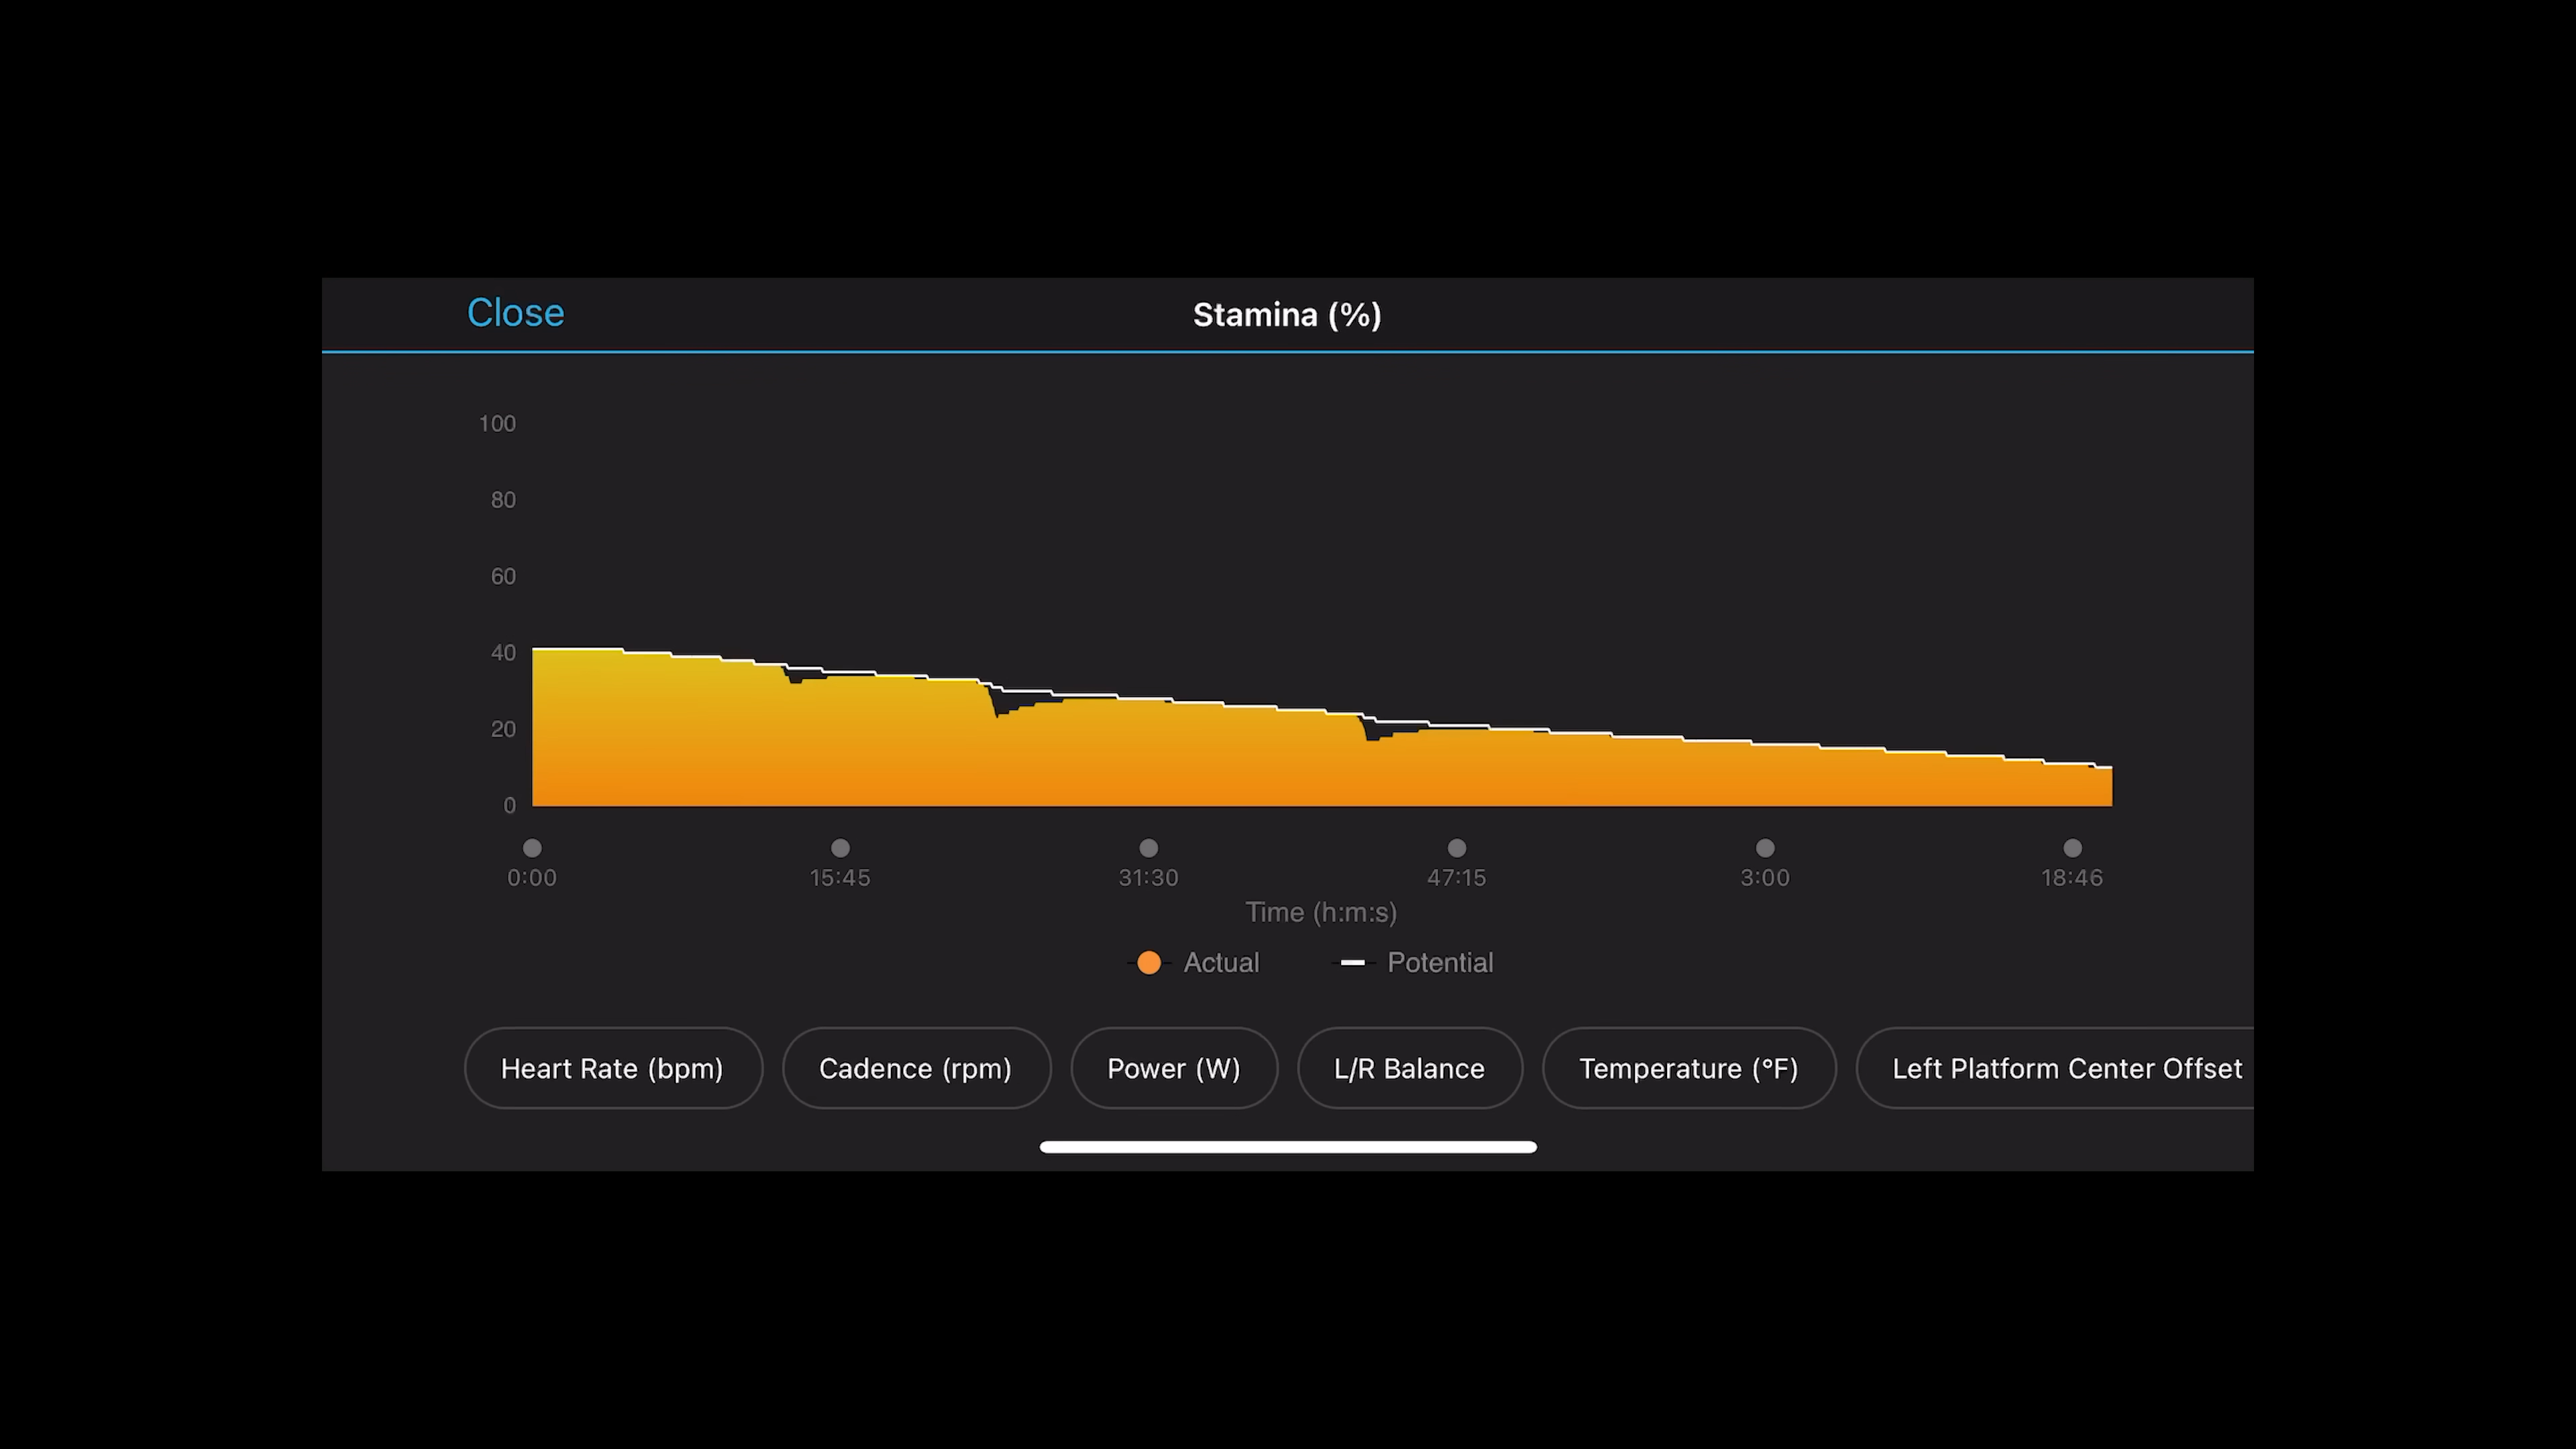 Close
Stamina (%)
100
80
60
40
20
0
0:00 15:45 31:30 47:15 3:00 18:46
Time (h:m:s)
Actual Potential
Heart Rate (bpm) Cadence (rpm) Power (W) L/R Balance Temperature (°F) Left Platform Center Offset